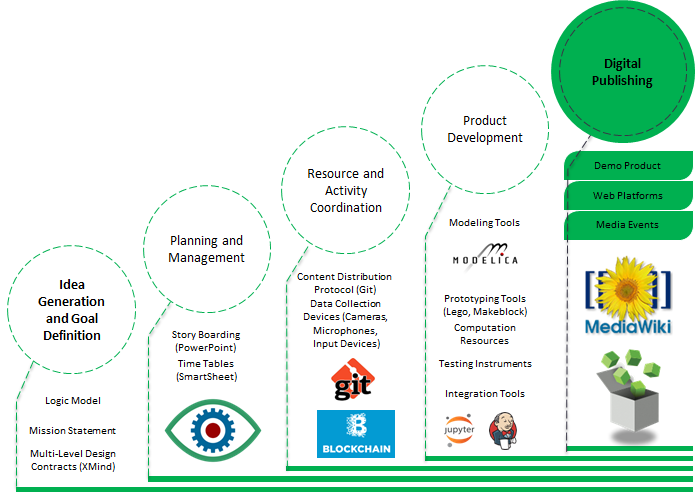 Idea
Generation
and Goal
Definition
Logic Model
Mission Statement
Multi-Level Design
Contracts (XMind)
Planning and
Management
Story Boarding
(PowerPoint)
Time Tables
(SmartSheet)
Resource and
Activity
Coordination
Content Distribution
Protocol (Git)
Data Collection
Devices (Cameras,
Microphones,
Input Devices)
git
BLOCKCHAIN
Product
Development
Modeling Tools
MODELICA
Prototyping Tools
(Lego, Makeblock)
Computation
Resources
Testing Instruments
Integration Tools
jupyter
Digital
Publishing
Demo Product
Web Platforms
Media Events
[[ ]]
MediaWiki